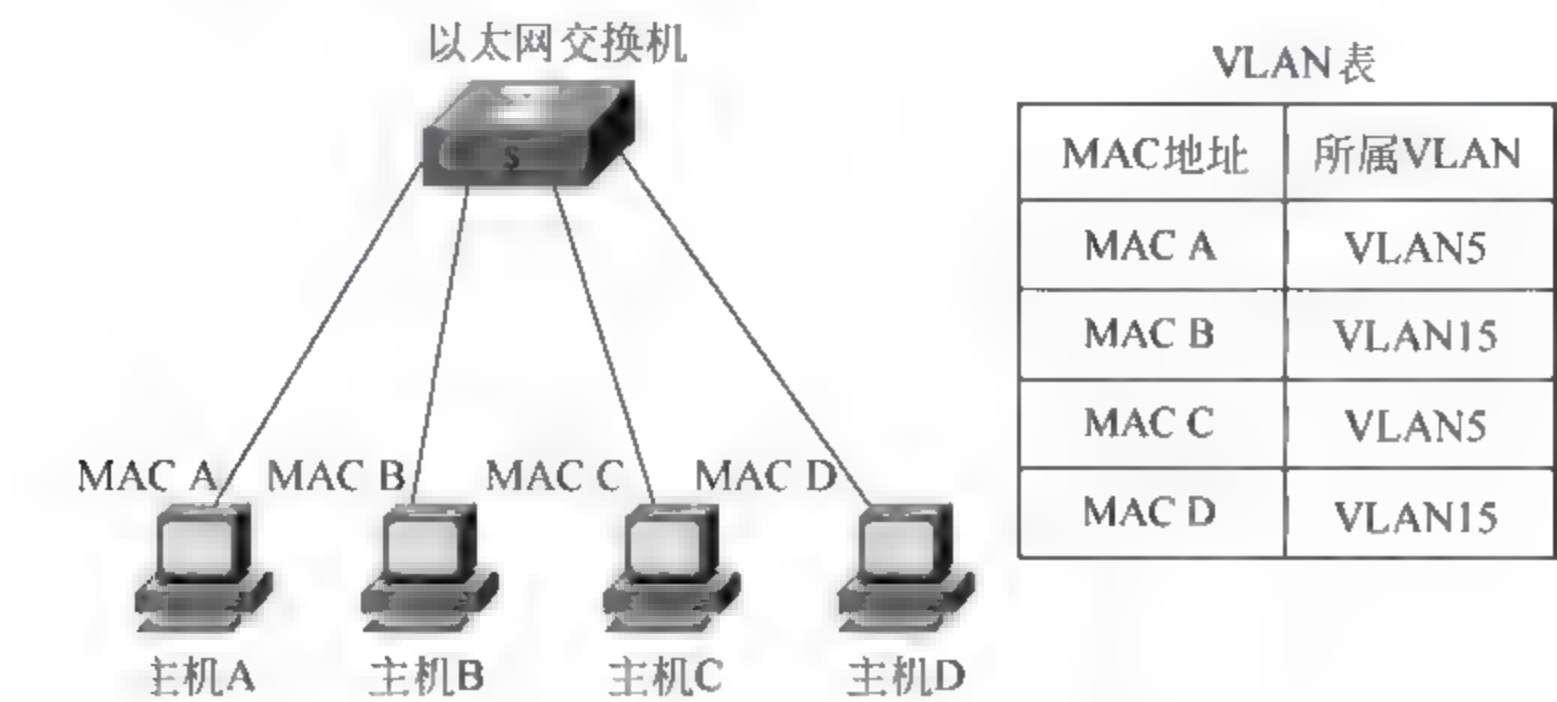 以太网交换机
S
MAC A
MAC B
MAC C
MAC D
主机A
主机B
主机C
主机D
VLAN表
MAC地址 所属VLAN
MAC A VLAN5
MAC B VLAN15
MAC C VLAN5
MAC D VLAN15